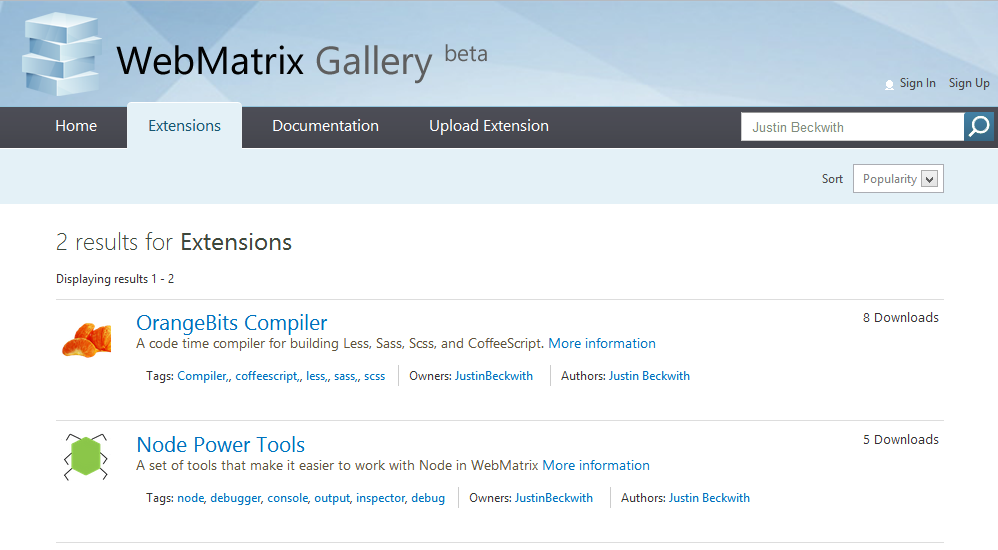 WebMatrix Gallery beta
Sign In Sign Up
Home Extensions Documentation Upload Extension Justin Beckwith
Sort Popularity
2 results for Extensions
Displaying results 1 - 2
OrangeBits Compiler 8 Downloads
A code time compiler for building Less, Sass, Scss, and CoffeeScript. More information
Tags: Compiler,, coffeescript,, less,, sass,, scss Owners: JustinBeckwith Authors: Justin Beckwith
Node Power Tools 5 Downloads
A set of tools that make it easier to work with Node in WebMatrix More information
Tags: node, debugger, console, output, inspector, debug Owners: JustinBeckwith Authors: Justin Beckwith